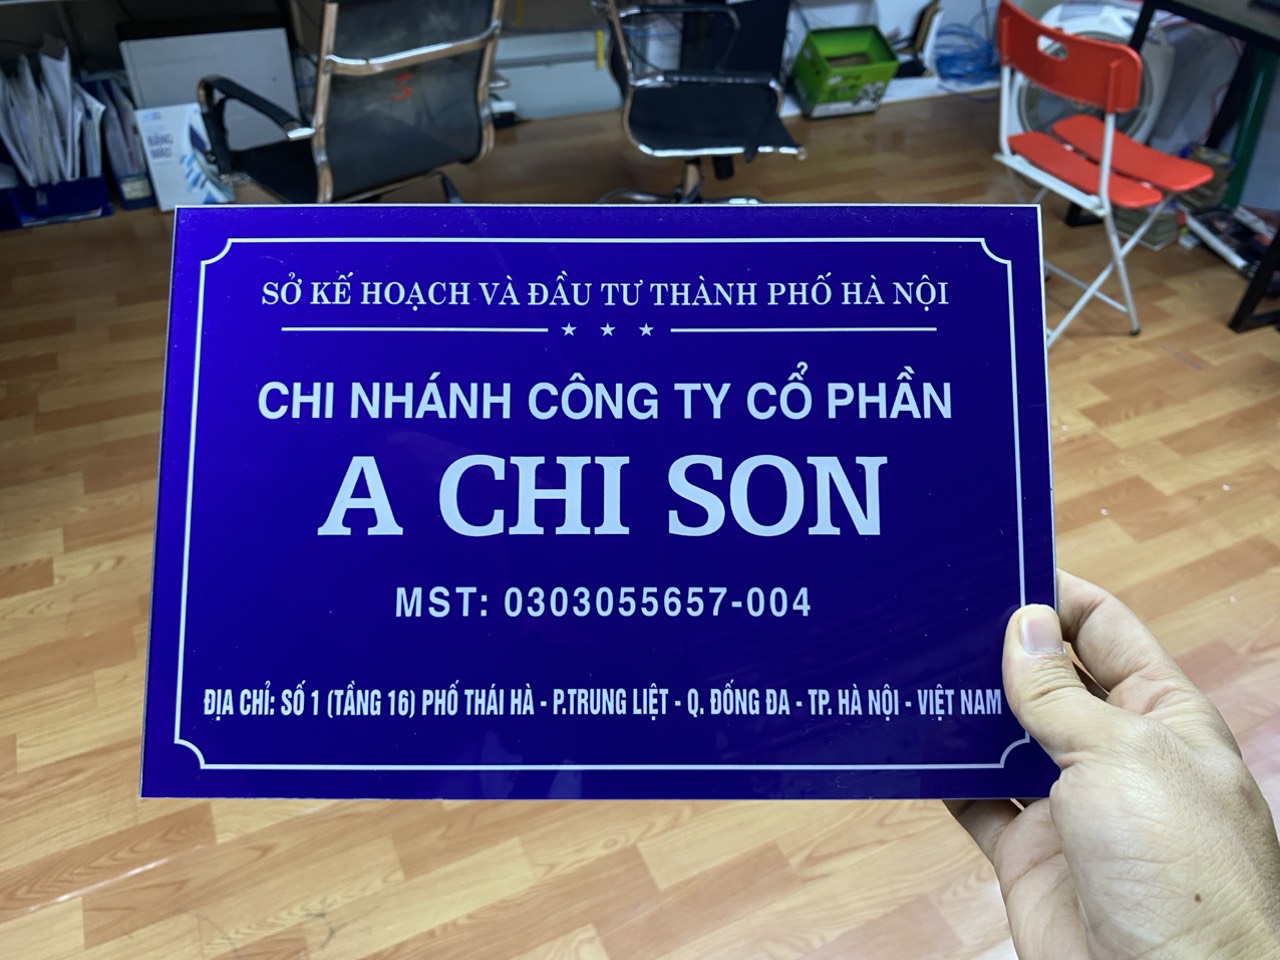 SỞ KẾ HOẠCH VÀ ĐẦU TƯ THÀNH PHỐ HÀ NỘI
CHI NHÁNH CÔNG TY CỔ PHẦN
A CHI SON
MST: 0303055657-004
ĐỊA CHỈ: SỐ 1 (TẦNG 16) PHỐ THÁI HÀ - P.TRUNG LIỆT - Q. ĐỐNG ĐA - TP. HÀ NỘI - VIỆT NAM